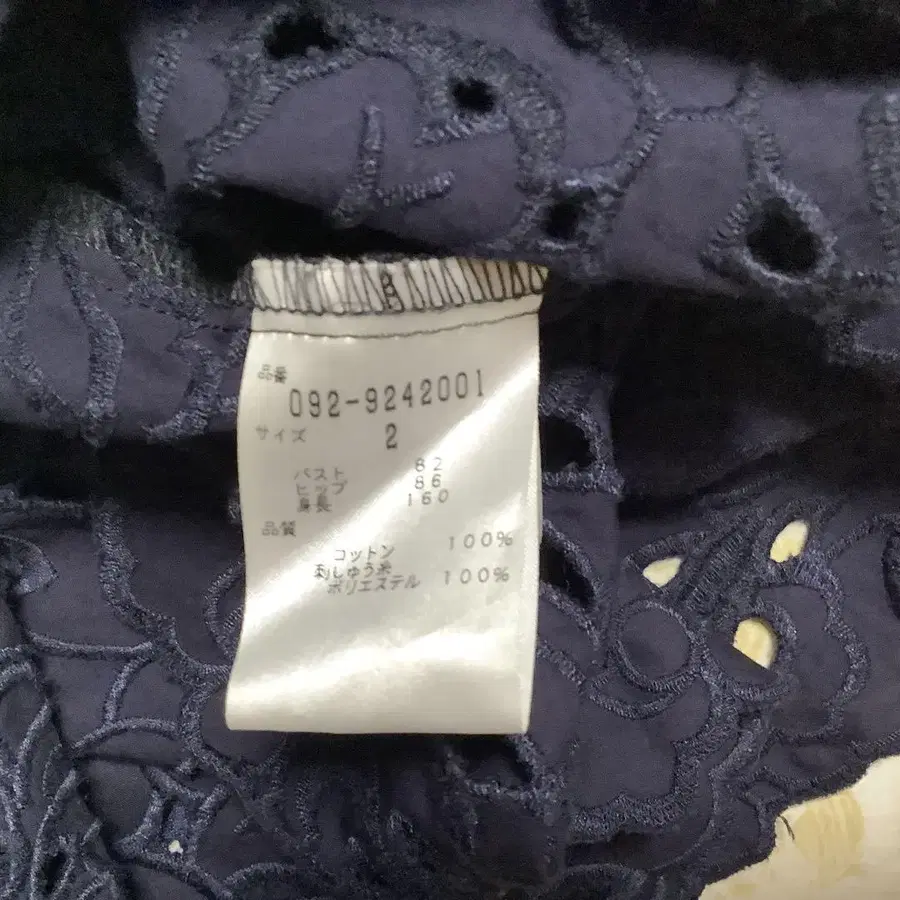 品番
092-9242001
サイズ 2
バスト 82
ヒップ 86
身長 160
品質
コットン 100%
刺しゅう糸
ポリエステル 100%